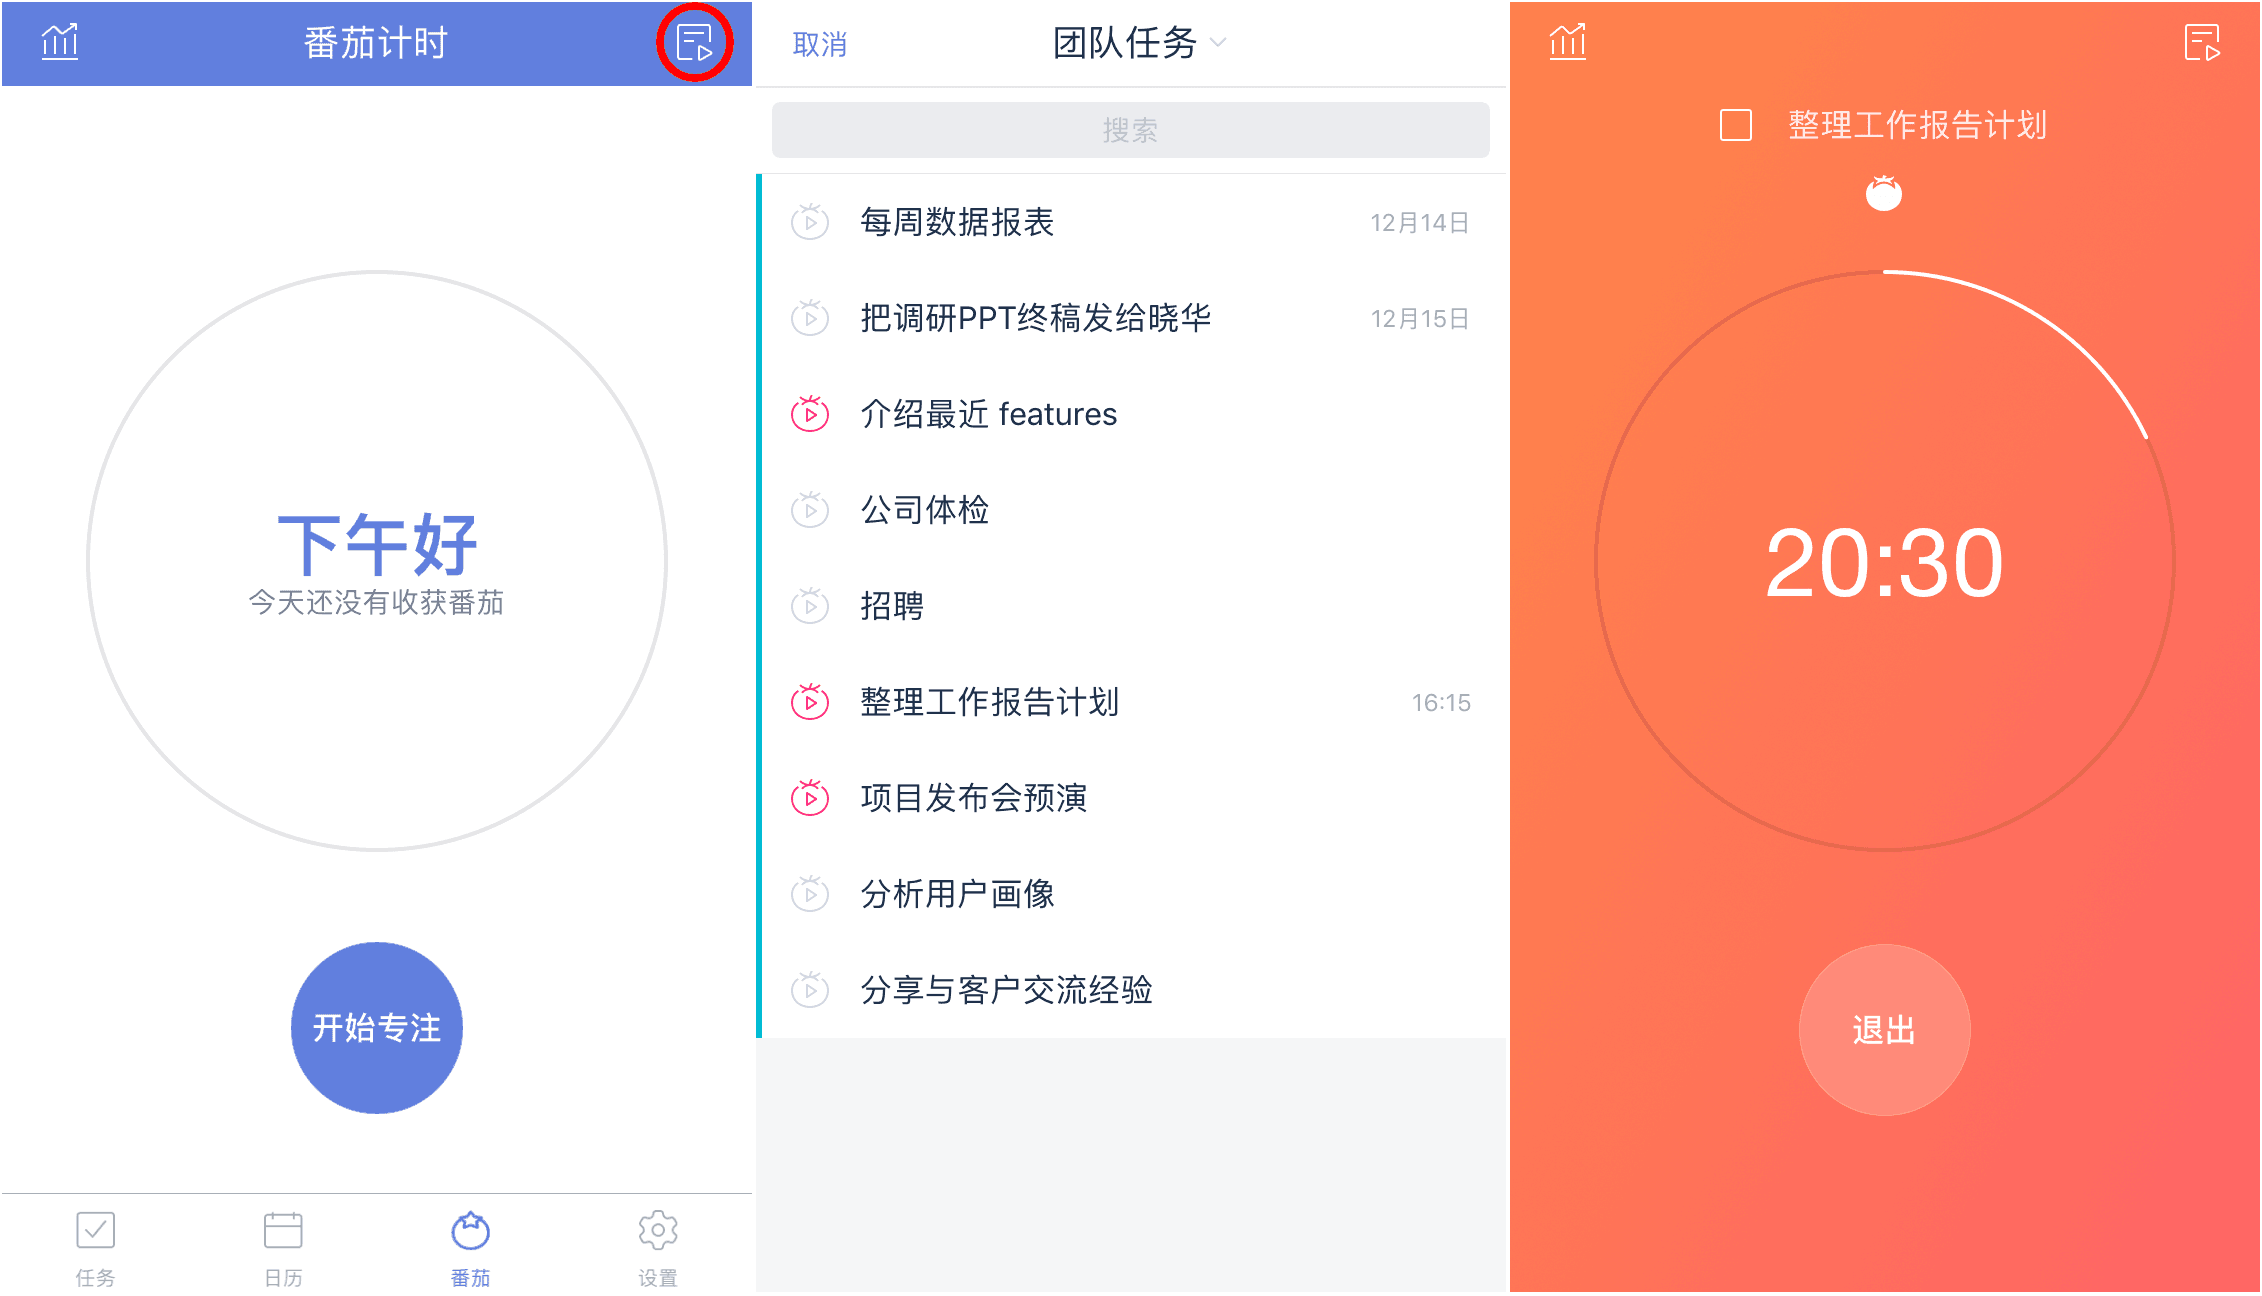 番茄计时
下午好
今天还没有收获番茄
开始专注
任务
日历
番茄
设置
取消
团队任务
搜索
每周数据报表 12月14日
把调研PPT终稿发给晓华 12月15日
介绍最近 features
公司体检
招聘
整理工作报告计划 16:15
项目发布会预演
分析用户画像
分享与客户交流经验
整理工作报告计划
20:30
退出